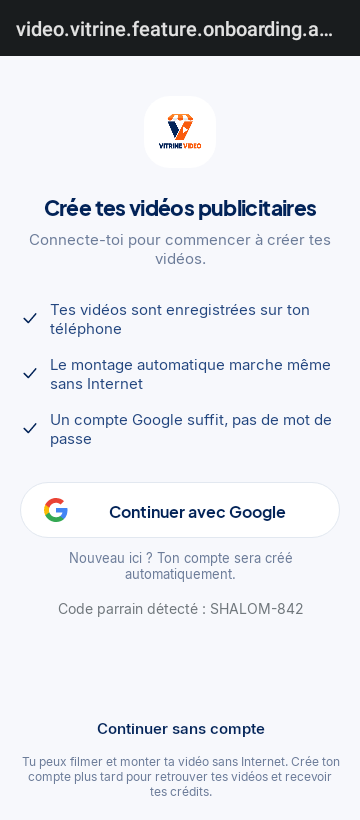 video.vitrine.feature.onboarding.a...
VITRINE VIDEO
Crée tes vidéos publicitaires
Connecte-toi pour commencer à créer tes
vidéos.
Tes vidéos sont enregistrées sur ton
téléphone
Le montage automatique marche même
sans Internet
Un compte Google suffit, pas de mot de
passe
Continuer avec Google
Nouveau ici ? Ton compte sera créé
automatiquement.
Code parrain détecté : SHALOM-842
Continuer sans compte
Tu peux filmer et monter ta vidéo sans Internet. Crée ton
compte plus tard pour retrouver tes vidéos et recevoir
tes crédits.